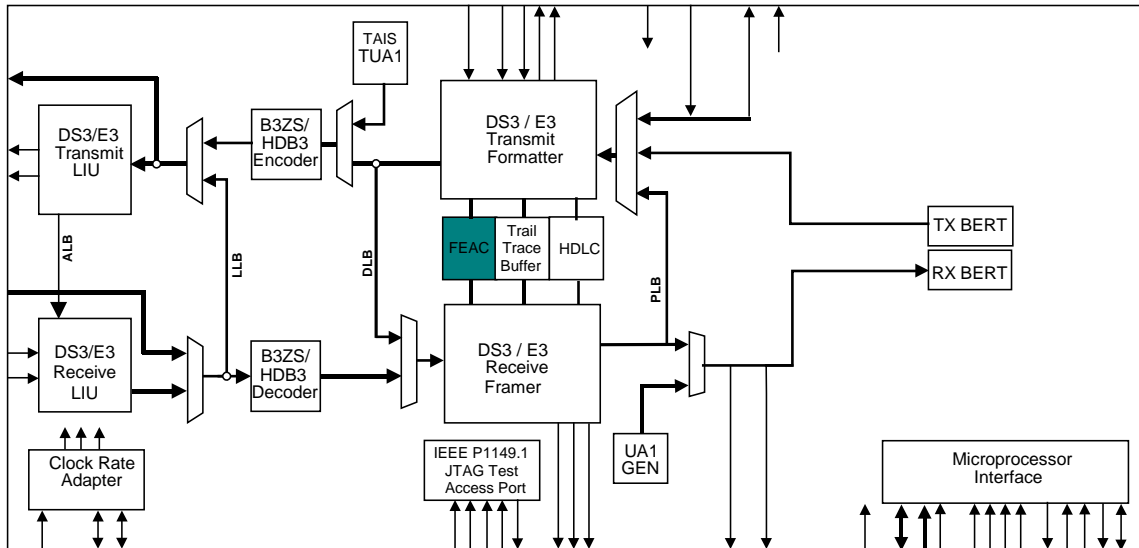 TAIS
TUA1
DS3/E3
Transmit
LIU
B3ZS/
HDB3
Encoder
DS3 / E3
Transmit
Formatter
TX BERT
RX BERT
FEAC
Trail
Trace
Buffer
HDLC
ALB
LLB
DLB
PLB
DS3/E3
Receive
LIU
B3ZS/
HDB3
Decoder
DS3 / E3
Receive
Framer
UA1
GEN
Clock Rate
Adapter
IEEE P1149.1
JTAG Test
Access Port
Microprocessor
Interface